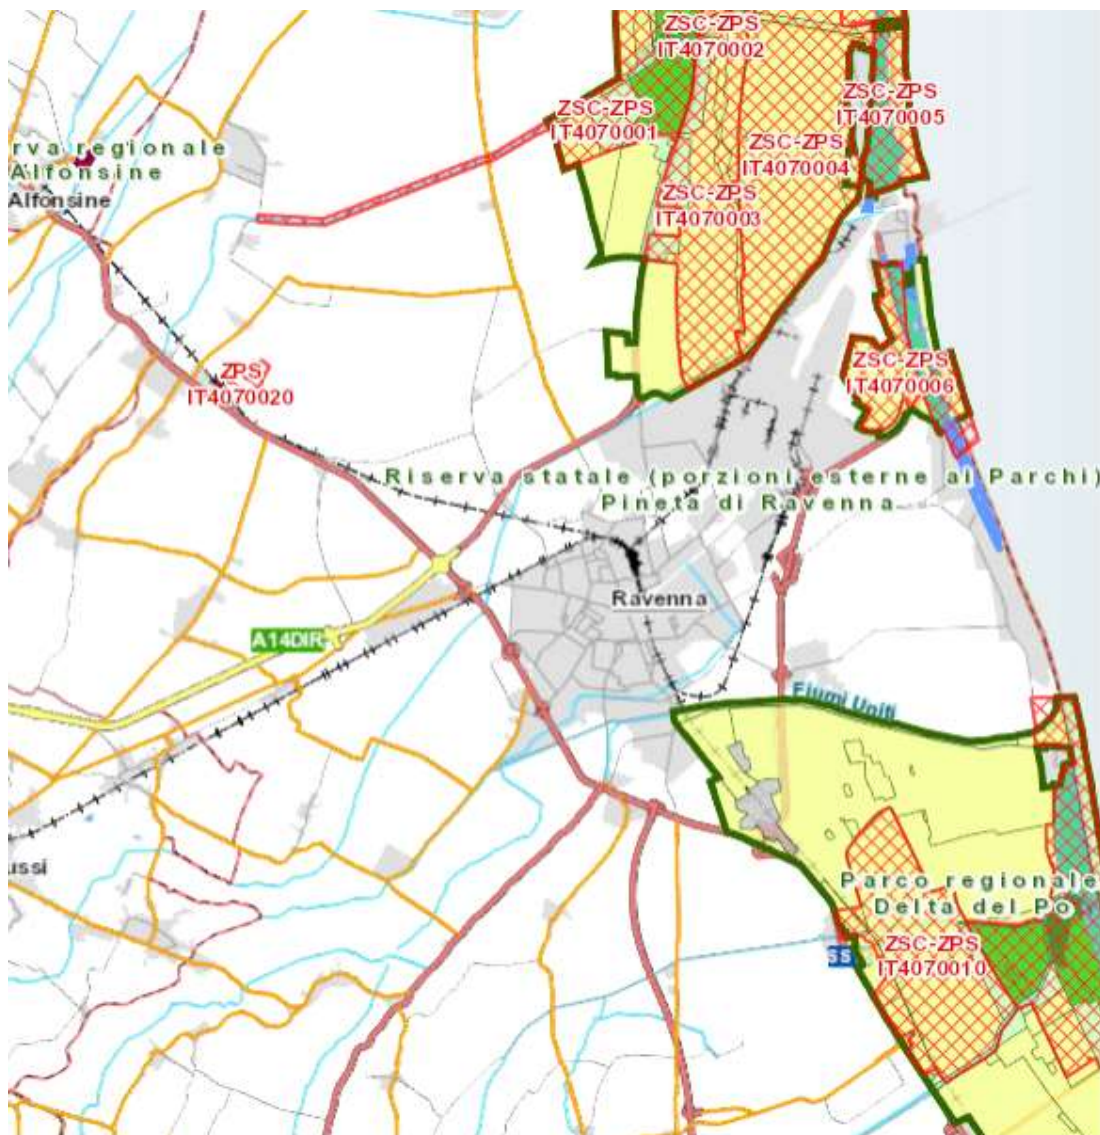 ZSC-ZPS
IT4070002
ZSC-ZPS
IT4070001
ZSC-ZPS
IT4070005
ZSC-ZPS
IT4070004
rva regionale
Alfonsine
Alfonsine
ZSC-ZPS
IT4070003
ZPS
IT4070020
ZSC-ZPS
IT4070006
Riserva statale (porzioni esterne ai Parchi)
Pineta di Ravenna
Ravenna
A14DIR
Fiumi Uniti
ussi
Parco regionale
Delta del Po
ZSC-ZPS
IT4070010
SS